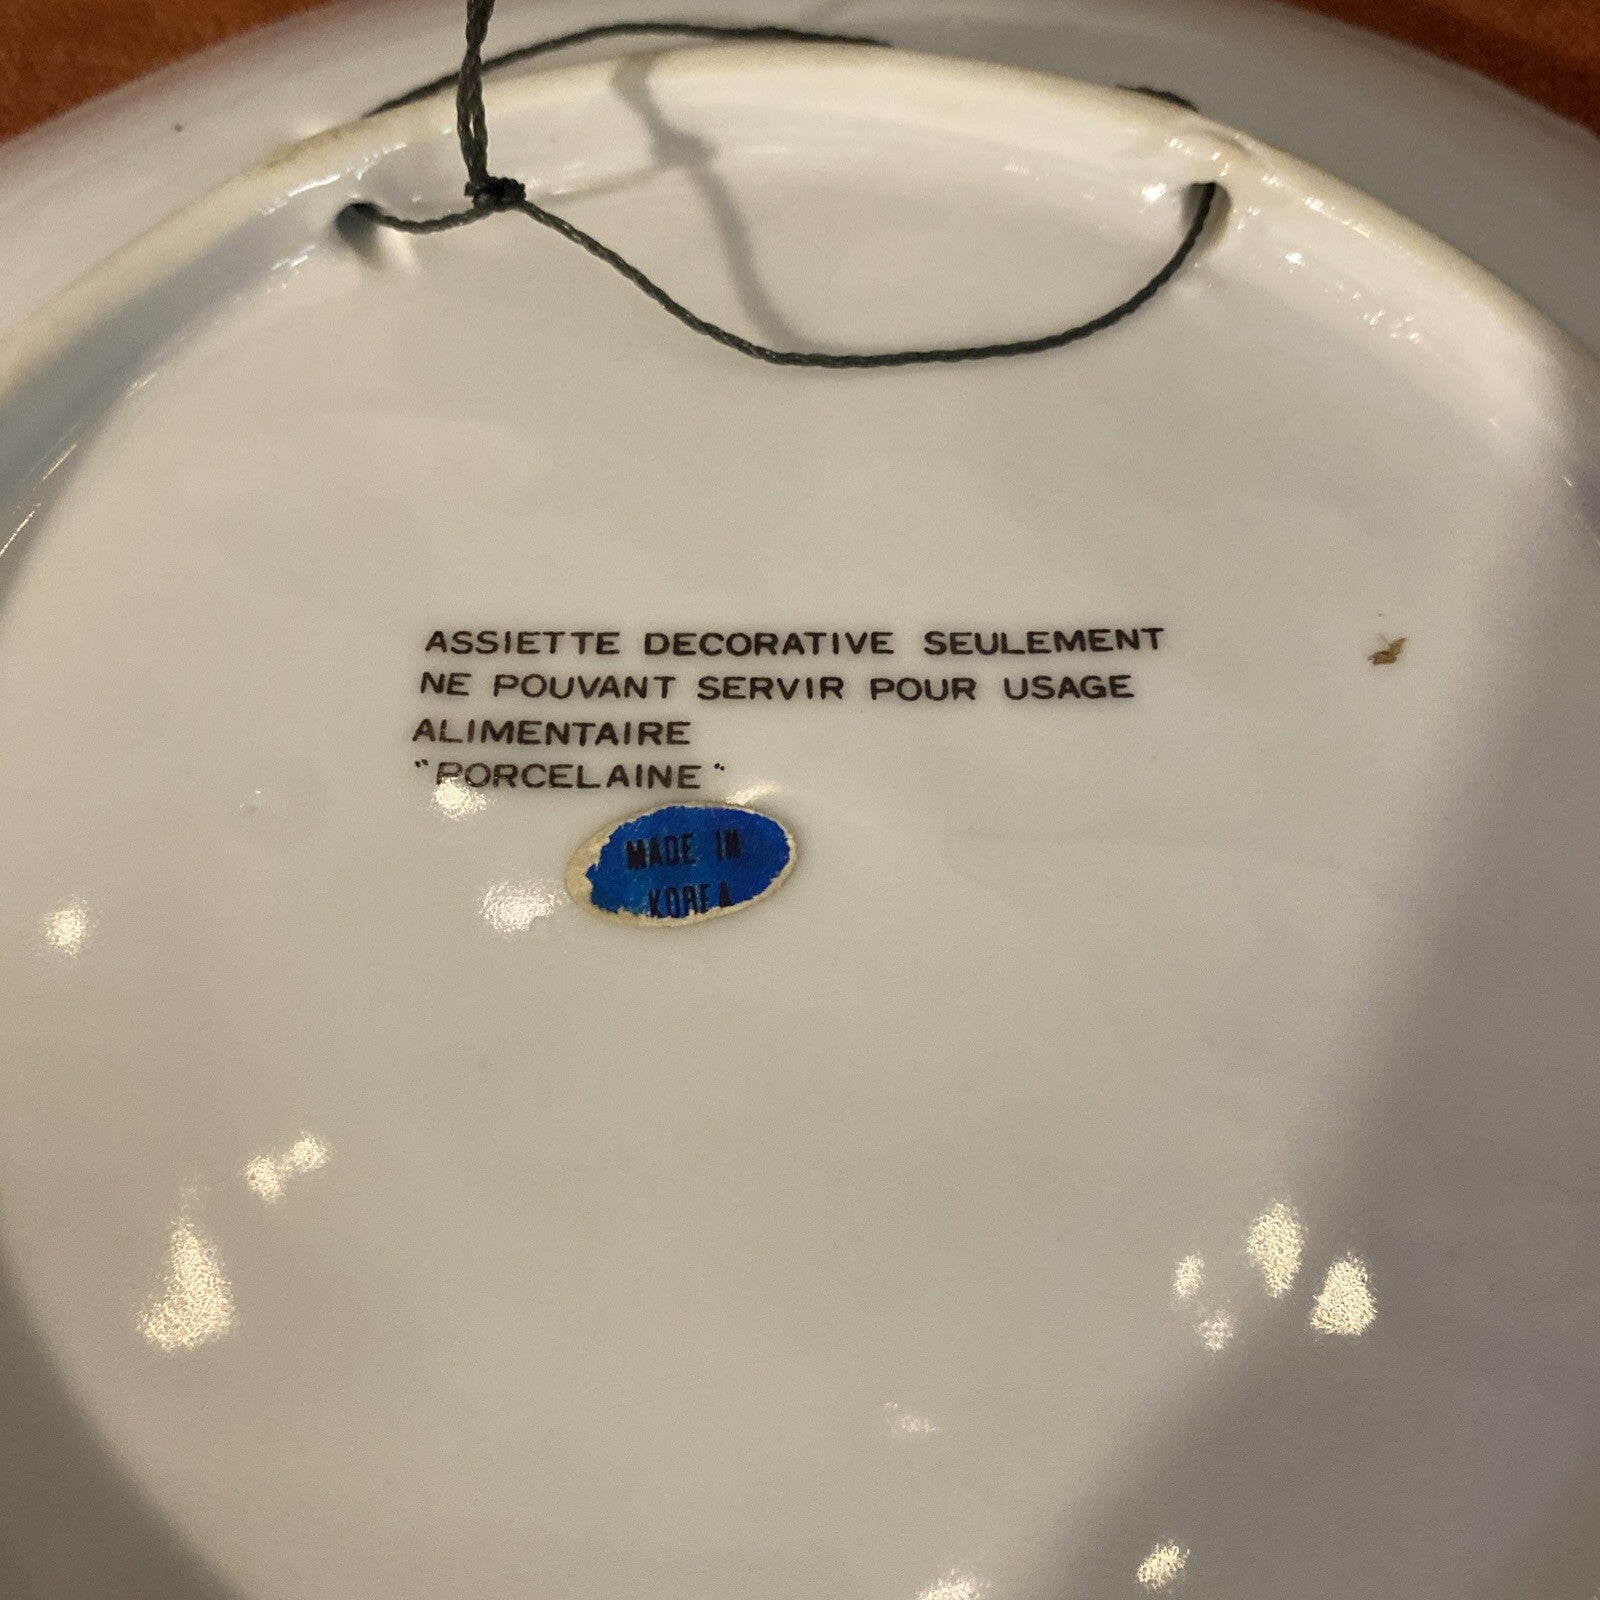 ASSIETTE DECORATIVE SEULEMENT
NE POUVANT SERVIR POUR USAGE
ALIMENTAIRE
"PORCELAINE"
MADE IN
KOREA